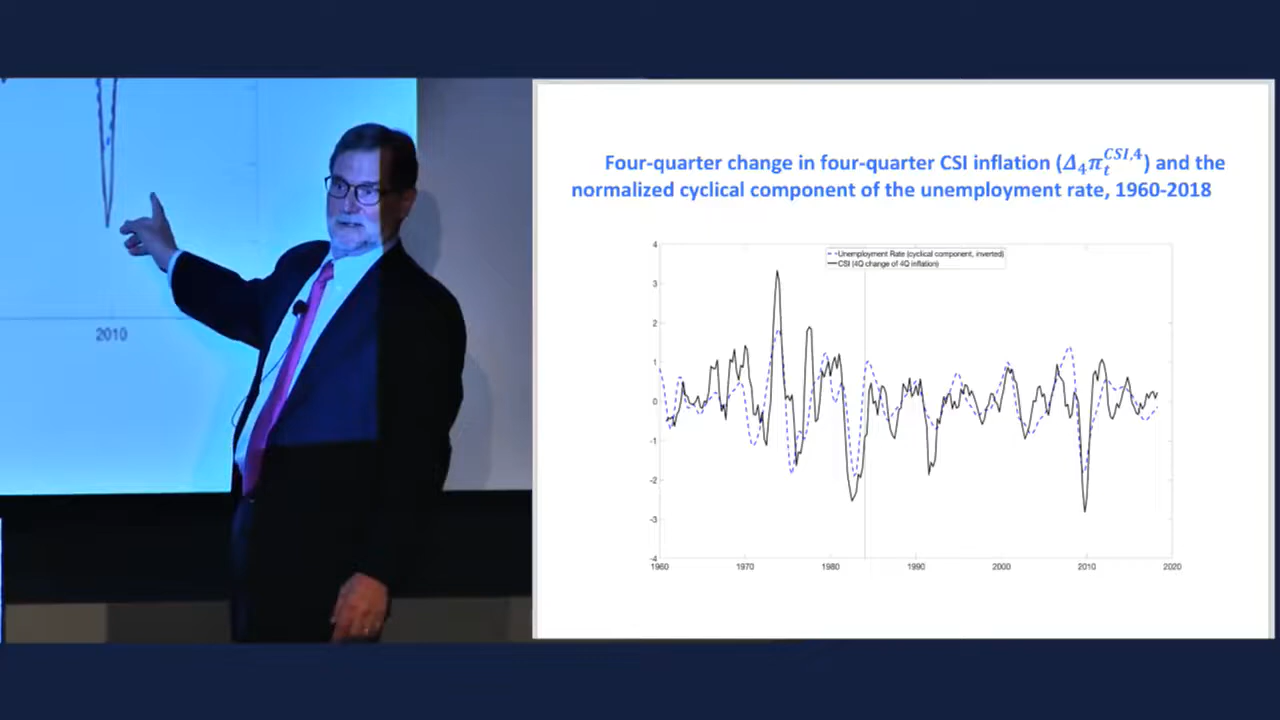 2010
Four-quarter change in four-quarter CSI inflation (Δ₄π_t^{CSI,4}) and the
normalized cyclical component of the unemployment rate, 1960-2018
Unemployment Rate (cyclical component, inverted)
CSI (4Q change of 4Q inflation)
4
3
2
1
0
-1
-2
-3
-4
1960 1970 1980 1990 2000 2010 2020